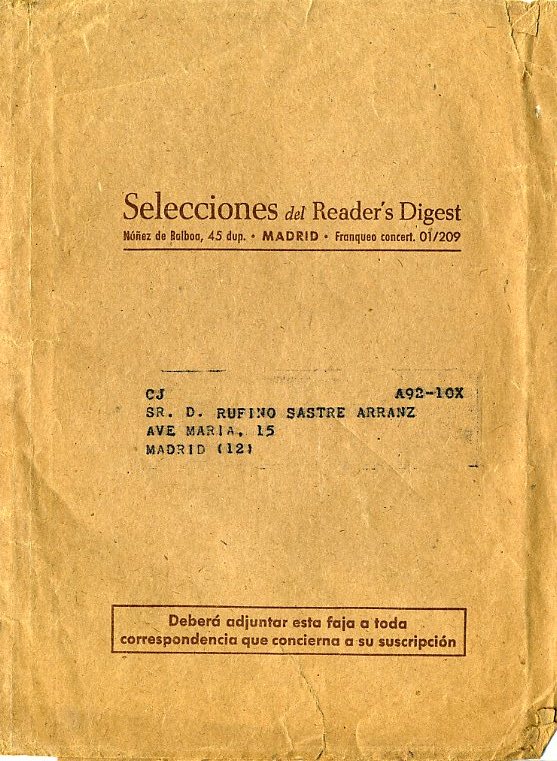 Selecciones del Reader's Digest
Núñez de Balboa, 45 dup. • MADRID • Franqueo concert. 01/209
CJ A92-10X
SR. D. RUFINO SASTRE ARRANZ
AVE MARIA, 15
MADRID (12)
Deberá adjuntar esta faja a toda
correspondencia que concierna a su suscripción